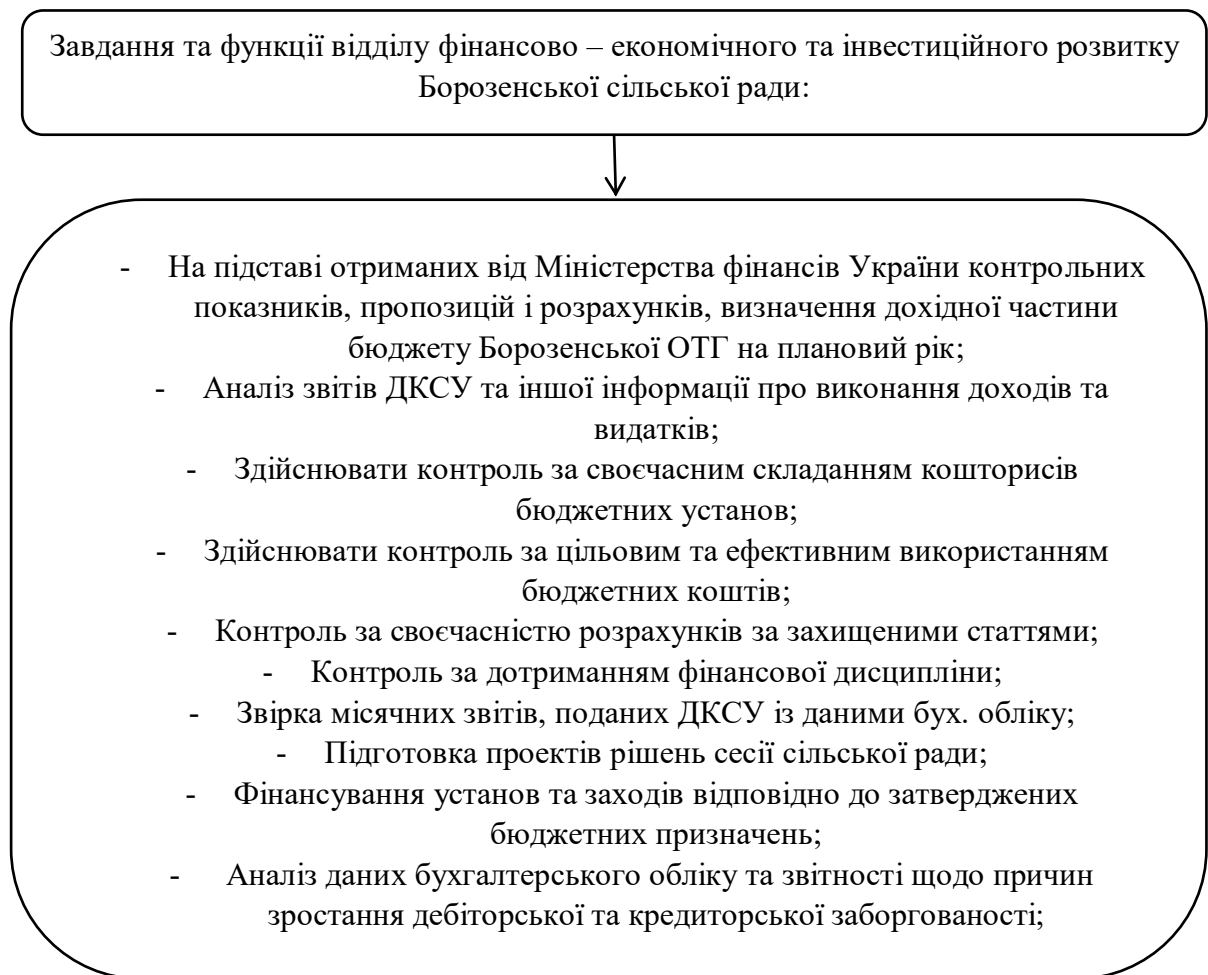 Завдання та функції відділу фінансово – економічного та інвестиційного розвитку
Борозенської сільської ради:
- На підставі отриманих від Міністерства фінансів України контрольних
показників, пропозицій і розрахунків, визначення дохідної частини
бюджету Борозенської ОТГ на плановий рік;
- Аналіз звітів ДКСУ та іншої інформації про виконання доходів та
видатків;
- Здійснювати контроль за своєчасним складанням кошторисів
бюджетних установ;
- Здійснювати контроль за цільовим та ефективним використанням
бюджетних коштів;
- Контроль за своєчасністю розрахунків за захищеними статтями;
- Контроль за дотриманням фінансової дисципліни;
- Звірка місячних звітів, поданих ДКСУ із даними бух. обліку;
- Підготовка проектів рішень сесії сільської ради;
- Фінансування установ та заходів відповідно до затверджених
бюджетних призначень;
- Аналіз даних бухгалтерського обліку та звітності щодо причин
зростання дебіторської та кредиторської заборгованості;